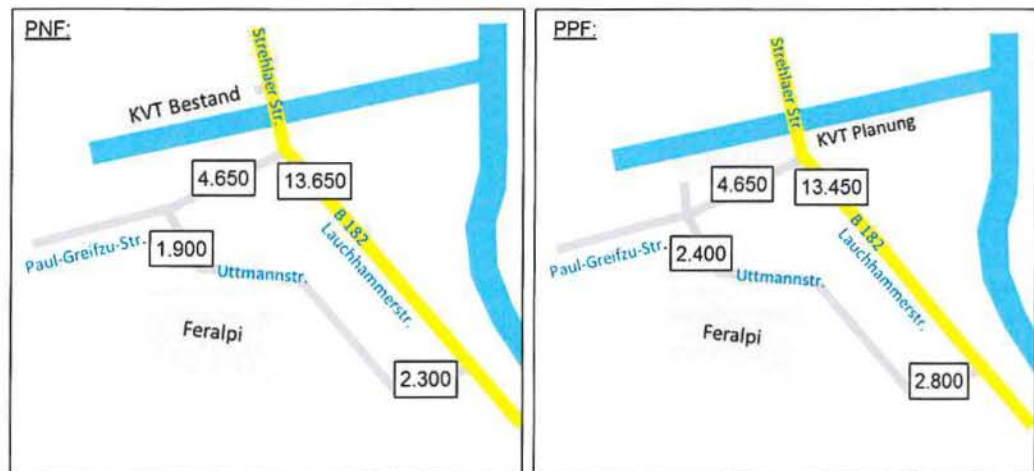 PNF:
Strehlaer Str.
KVT Bestand
4.650
13.650
B 182
Lauchhammerstr.
Paul-Greifzu-Str.
1.900
Uttmannstr.
Feralpi
2.300
PPF:
Strehlaer Str.
KVT Planung
4.650
13.450
B 182
Lauchhammerstr.
Paul-Greifzu-Str.
2.400
Uttmannstr.
Feralpi
2.800